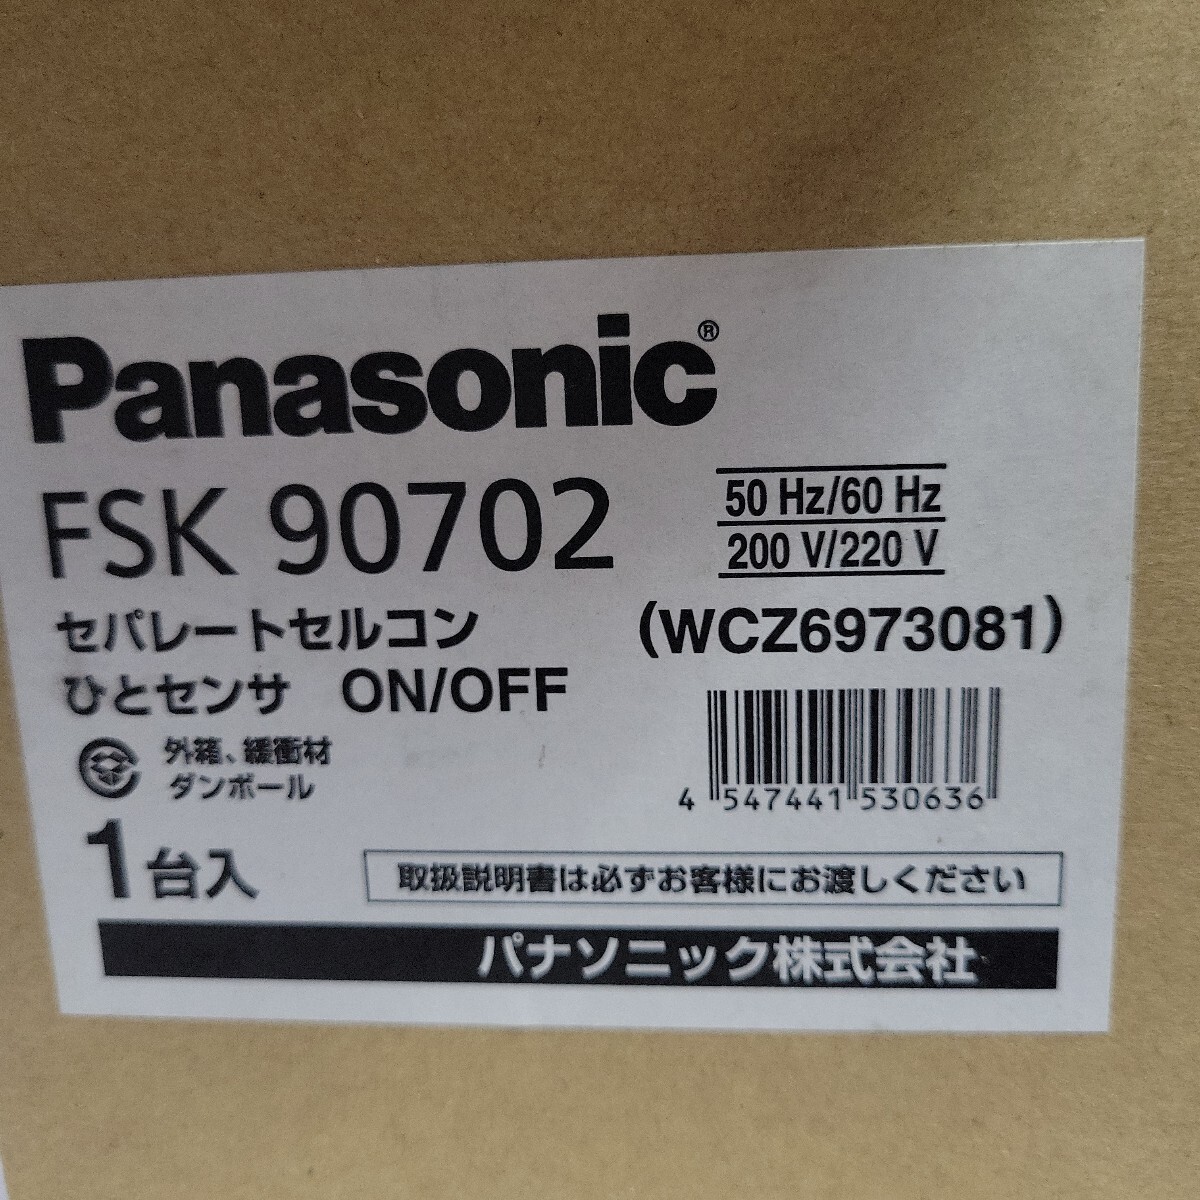 Panasonic®
FSK 90702
50 Hz/60 Hz
200 V/220 V
セパレートセルコン
(WCZ6973081)
ひとセンサ ON/OFF
外箱、緩衝材
ダンボール
4 547441 530636
1台入
取扱説明書は必ずお客様にお渡しください
パナソニック株式会社